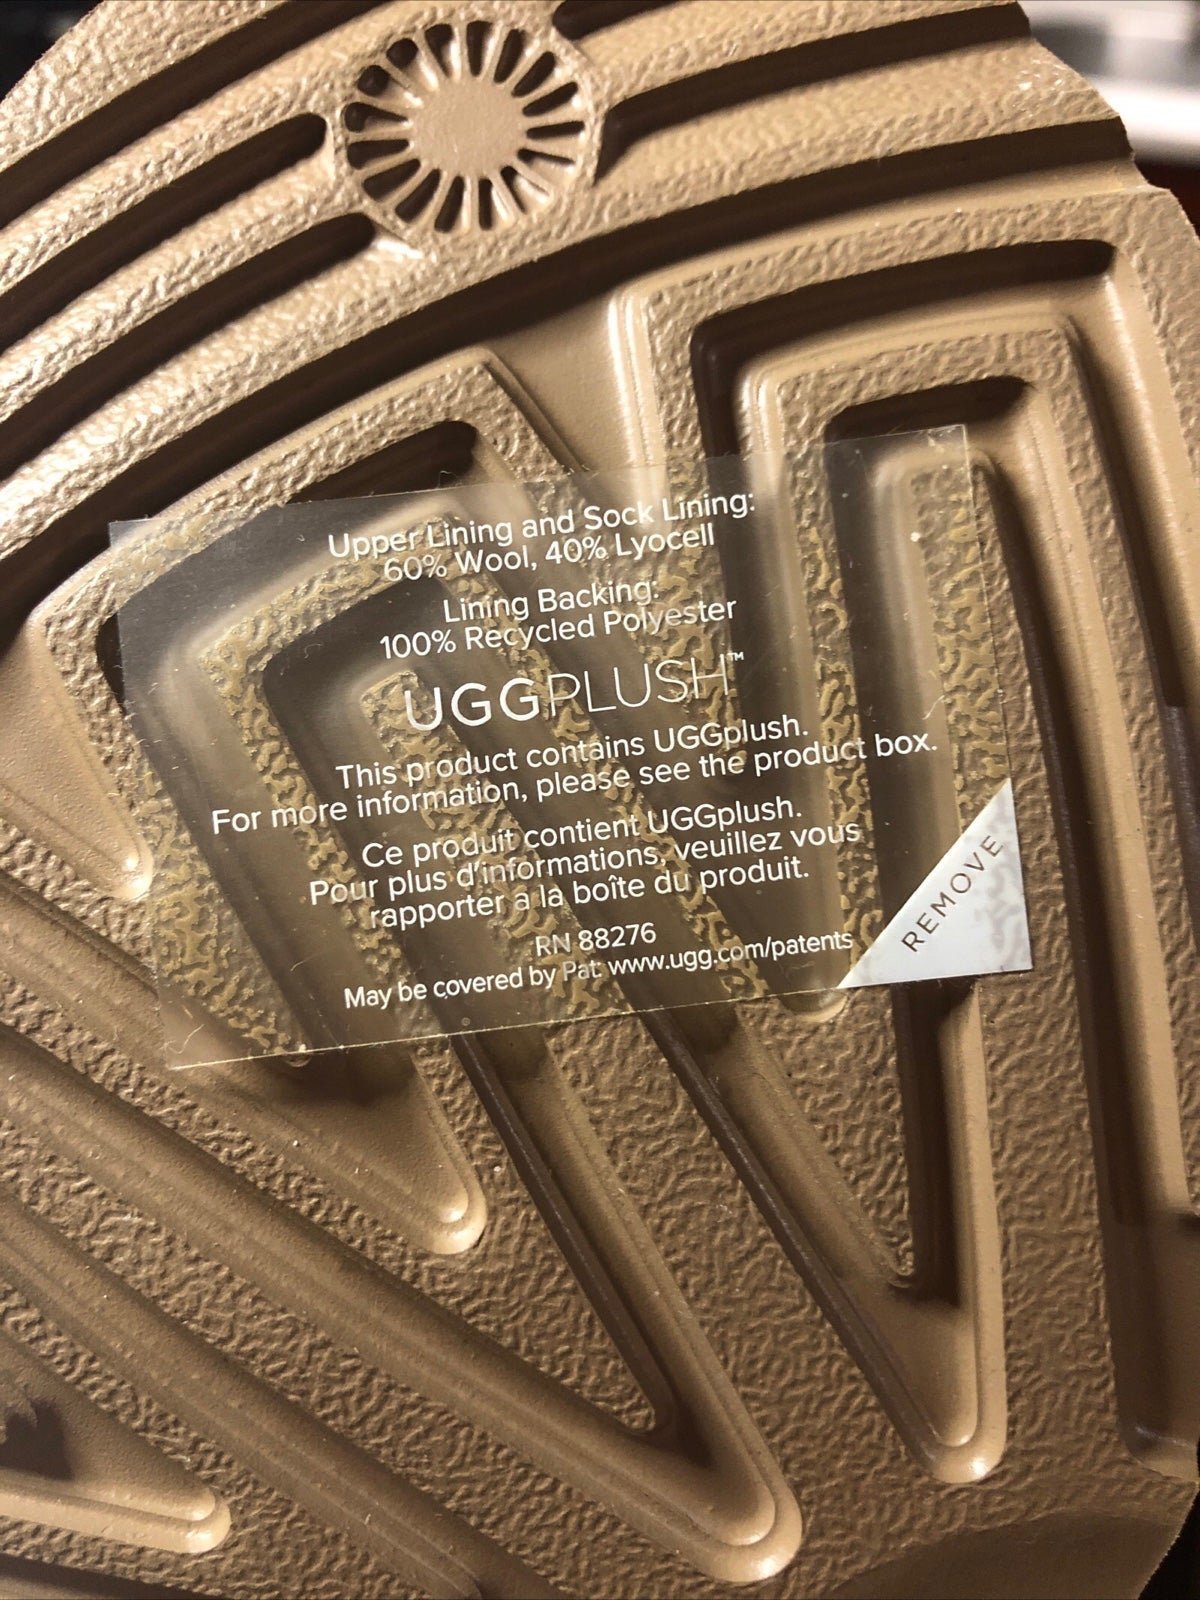 Upper Lining and Sock Lining:
60% Wool, 40% Lyocell
Lining Backing:
100% Recycled Polyester
UGGPLUSH™
This product contains UGGplush.
For more information, please see the product box.
Ce produit contient UGGplush.
Pour plus d'informations, veuillez vous
rapporter a la boîte du produit.
RN 88276
May be covered by Pat: www.ugg.com/patents
REMOVE